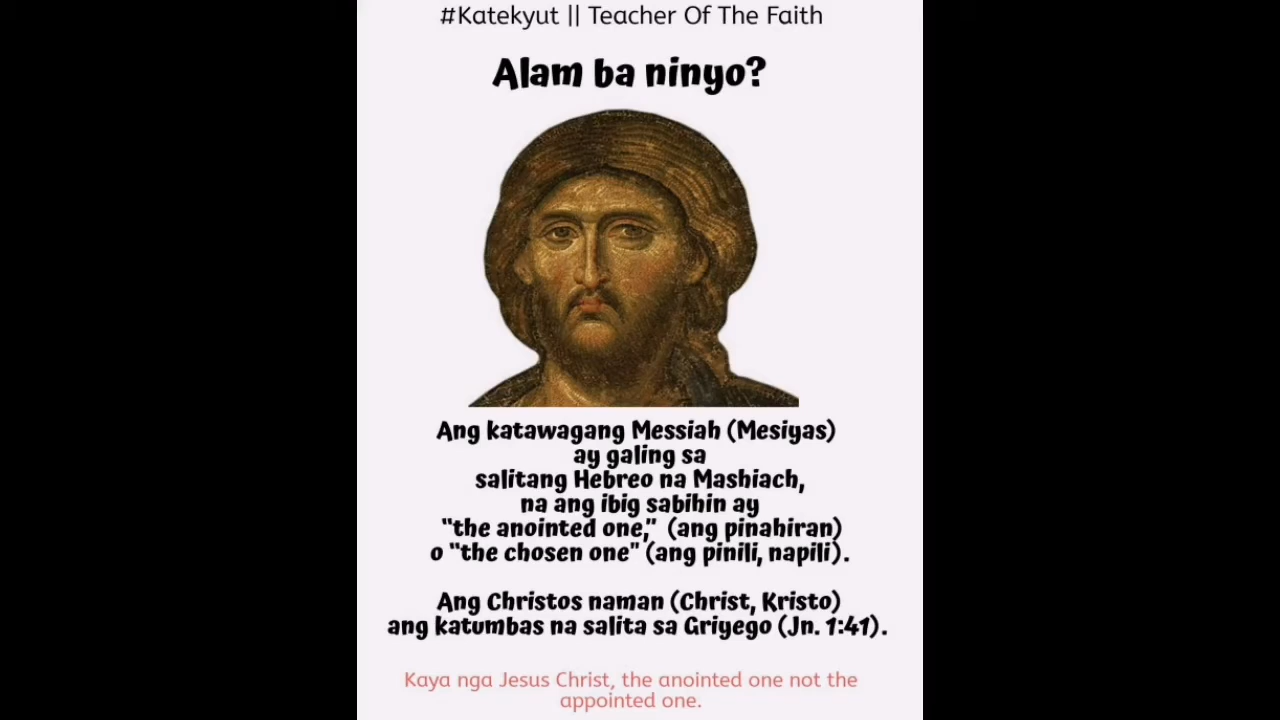 #Katekyut || Teacher Of The Faith
Alam ba ninyo?
Ang katawagang Messiah (Mesiyas)
ay galing sa
salitang Hebreo na Mashiach,
na ang ibig sabihin ay
“the anointed one,” (ang pinahiran)
o “the chosen one" (ang pinili, napili).
Ang Christos naman (Christ, Kristo)
ang katumbas na salita sa Griyego (Jn. 1:41).
Kaya nga Jesus Christ, the anointed one not the
appointed one.